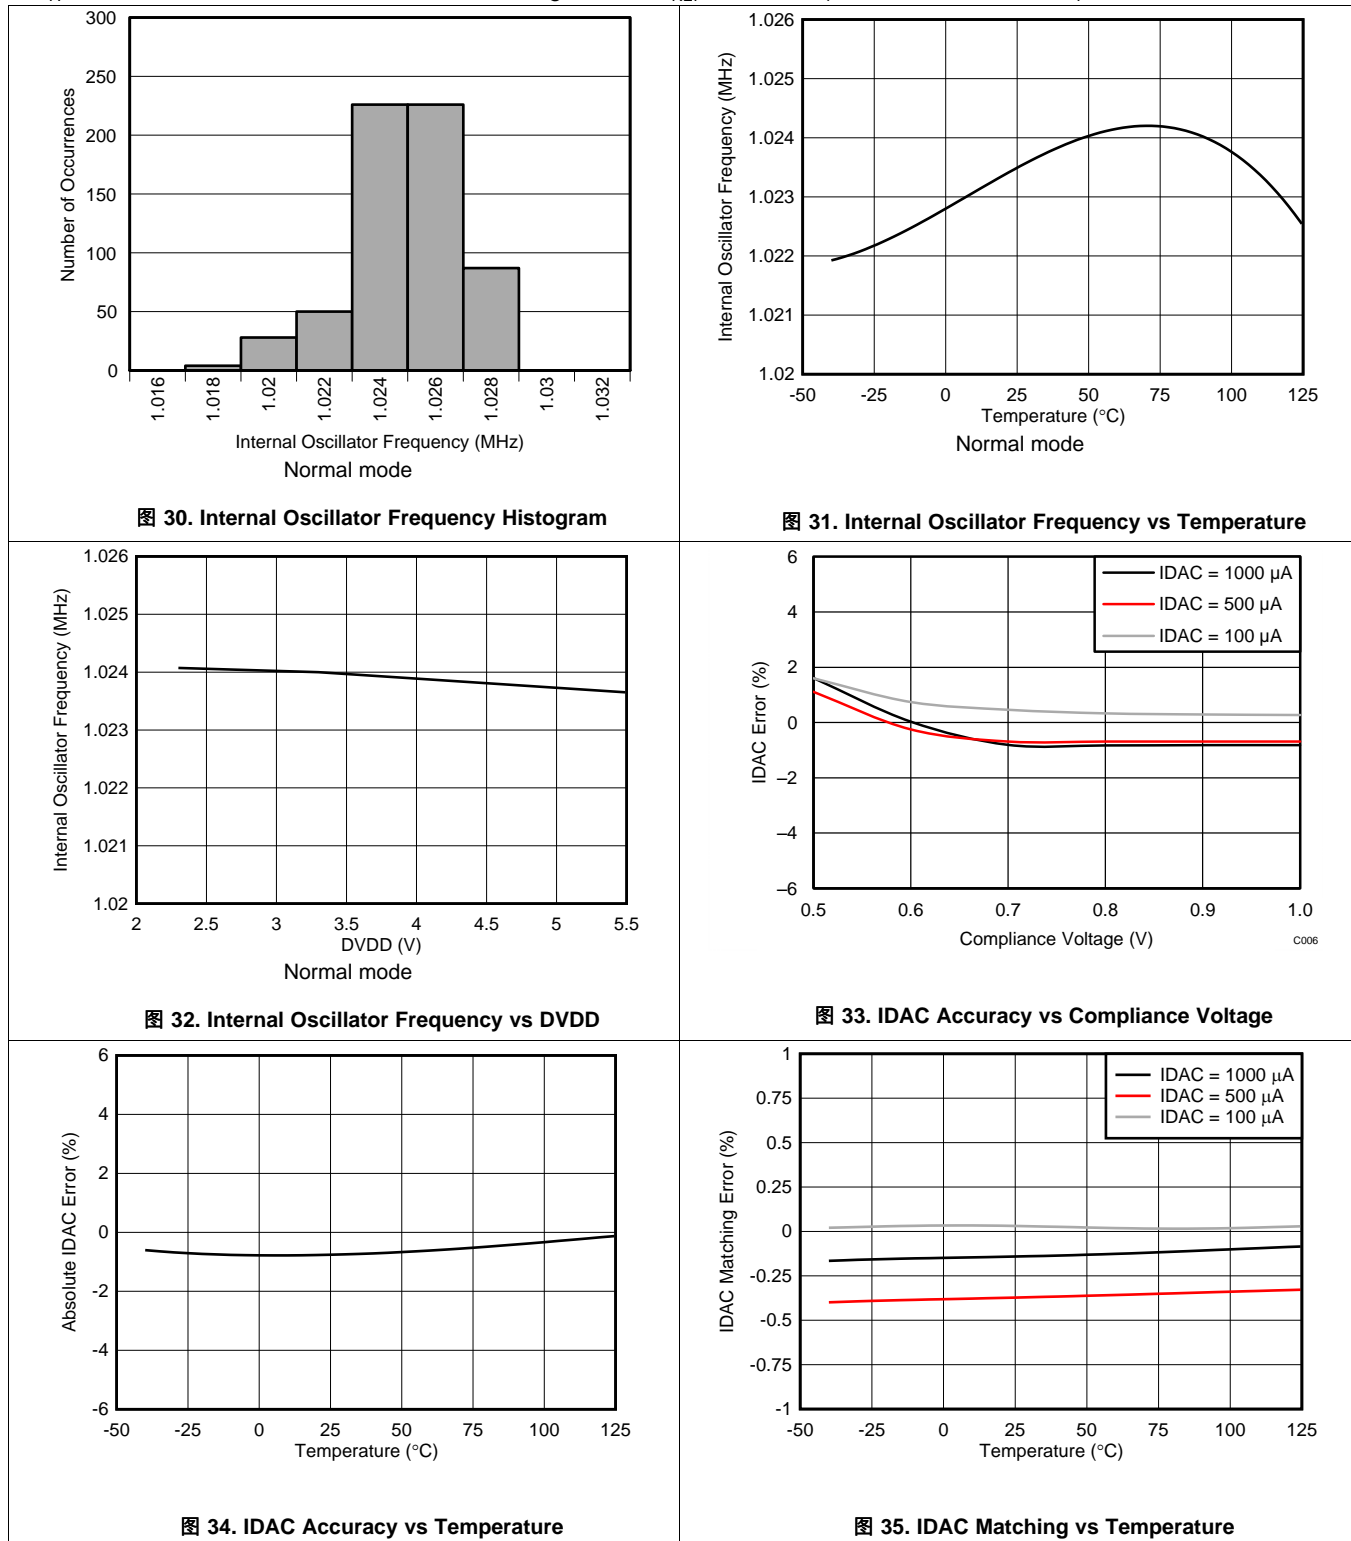 300
250
200
150
100
50
0
Number of Occurrences
1.016
1.018
1.02
1.022
1.024
1.026
1.028
1.03
1.032
Internal Oscillator Frequency (MHz)
Normal mode
图 30. Internal Oscillator Frequency Histogram
1.026
1.025
1.024
1.023
1.022
1.021
1.02
Internal Oscillator Frequency (MHz)
-50 -25 0 25 50 75 100 125
Temperature (°C)
Normal mode
图 31. Internal Oscillator Frequency vs Temperature
1.026
1.025
1.024
1.023
1.022
1.021
1.02
Internal Oscillator Frequency (MHz)
2 2.5 3 3.5 4 4.5 5 5.5
DVDD (V)
Normal mode
图 32. Internal Oscillator Frequency vs DVDD
6
4
2
0
–2
–4
–6
IDAC Error (%)
IDAC = 1000 µA
IDAC = 500 µA
IDAC = 100 µA
0.5 0.6 0.7 0.8 0.9 1.0
Compliance Voltage (V)
C006
图 33. IDAC Accuracy vs Compliance Voltage
6
4
2
0
-2
-4
-6
Absolute IDAC Error (%)
-50 -25 0 25 50 75 100 125
Temperature (°C)
图 34. IDAC Accuracy vs Temperature
1
0.75
0.5
0.25
0
-0.25
-0.5
-0.75
-1
IDAC Matching Error (%)
IDAC = 1000 µA
IDAC = 500 µA
IDAC = 100 µA
-50 -25 0 25 50 75 100 125
Temperature (°C)
图 35. IDAC Matching vs Temperature